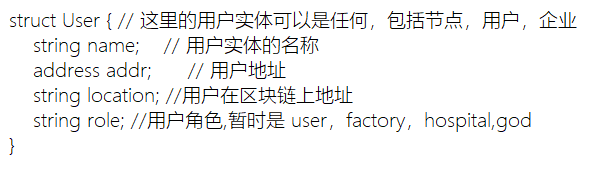 struct User { // 这里的用户实体可以是任何，包括节点，用户，企业
string name; // 用户实体的名称
address addr; // 用户地址
string location; //用户在区块链上地址
string role; //用户角色,暂时是 user，factory，hospital,god
}